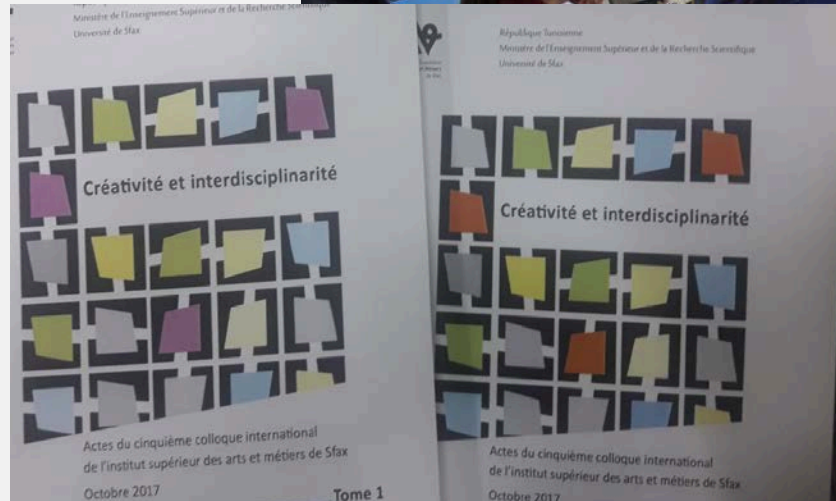 Ministère de l'Enseignement Supérieur et de la Recherche Scientifique
Université de Sfax
Créativité et interdisciplinarité
Actes du cinquième colloque international
de l'institut supérieur des arts et métiers de Sfax
Octobre 2017
Tome 1
République Tunisienne
Ministère de l'Enseignement Supérieur et de la Recherche Scientifique
Université de Sfax
Créativité et interdisciplinarité
Actes du cinquième colloque international
de l'institut supérieur des arts et métiers de Sfax
Octobre 2017